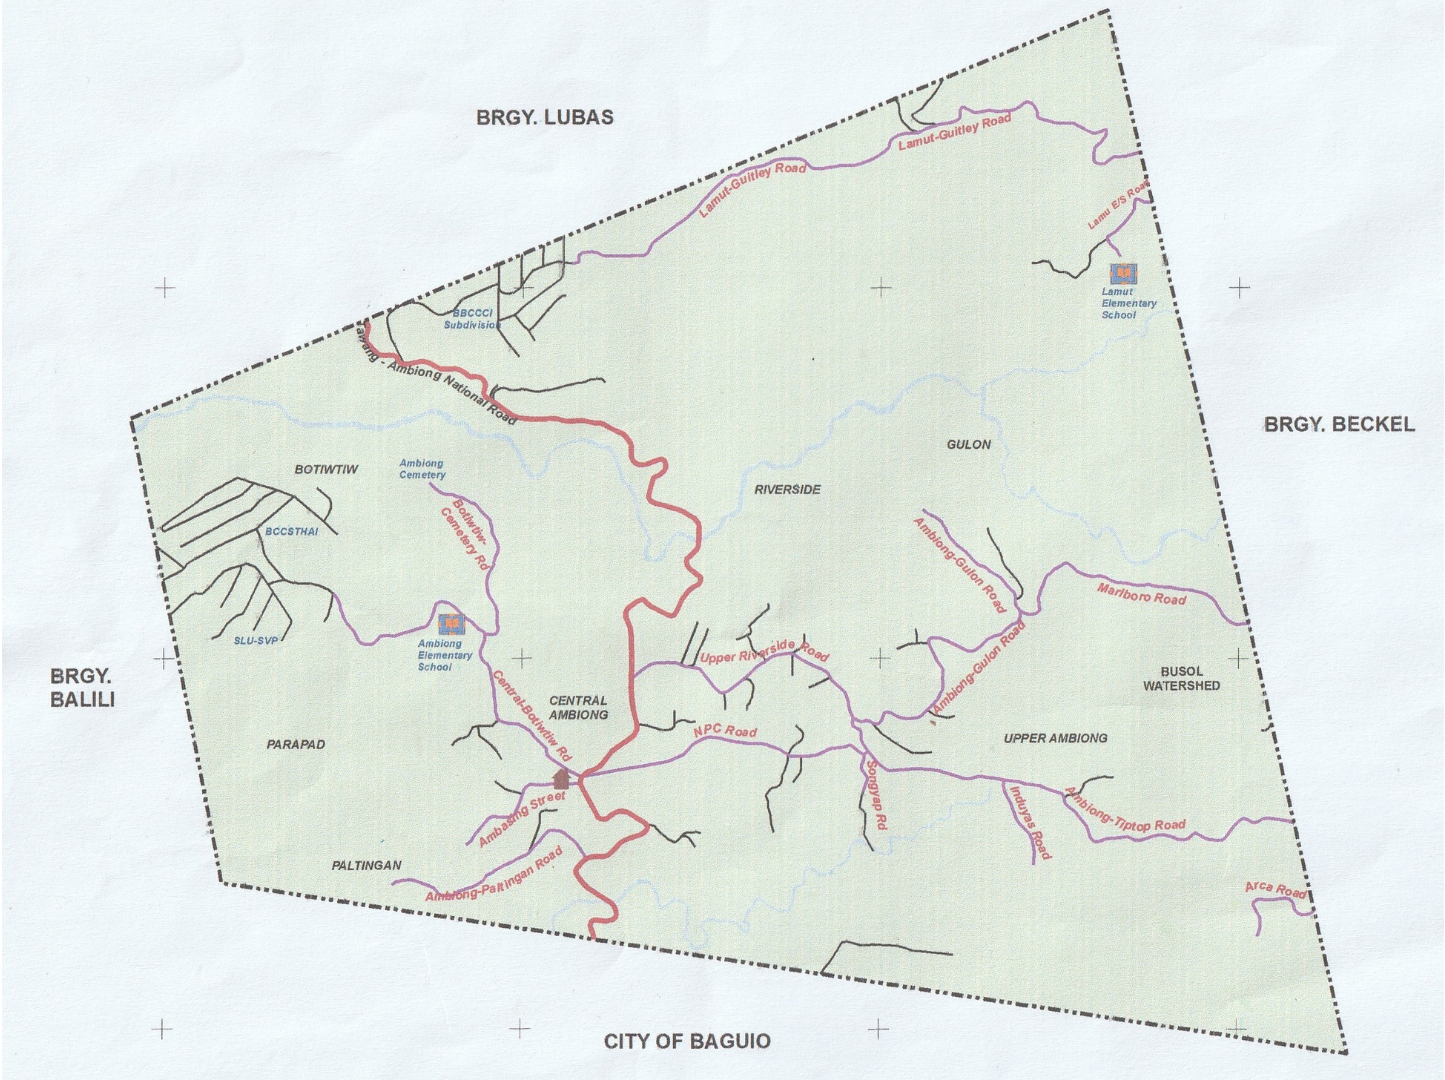 BRGY. LUBAS
Lamut-Guitley Road
Lamut-Guitley Road
Lamu E/S Road
Lamut
Elementary
School
BBCCCI
Subdivision
Tawang - Ambiong National Road
BRGY. BECKEL
GULON
BOTIWTIW
Ambiong
Cemetery
RIVERSIDE
Botiwtiw-
Cemetery Rd
BCCSTHAI
Ambiong-Gulon Road
Marlboro Road
SLU-SVP
Ambiong
Elementary
School
Upper Riverside Road
Ambiong-Gulon Road
BRGY.
BALILI
BUSOL
WATERSHED
Central-Botiwtiw Rd
CENTRAL
AMBIONG
NPC Road
PARAPAD
UPPER AMBIONG
Songyap Rd
Ambasing Street
Induyas Road
Ambiong-Tiptop Road
PALTINGAN
Ambiong-Paltingan Road
Arca Road
CITY OF BAGUIO